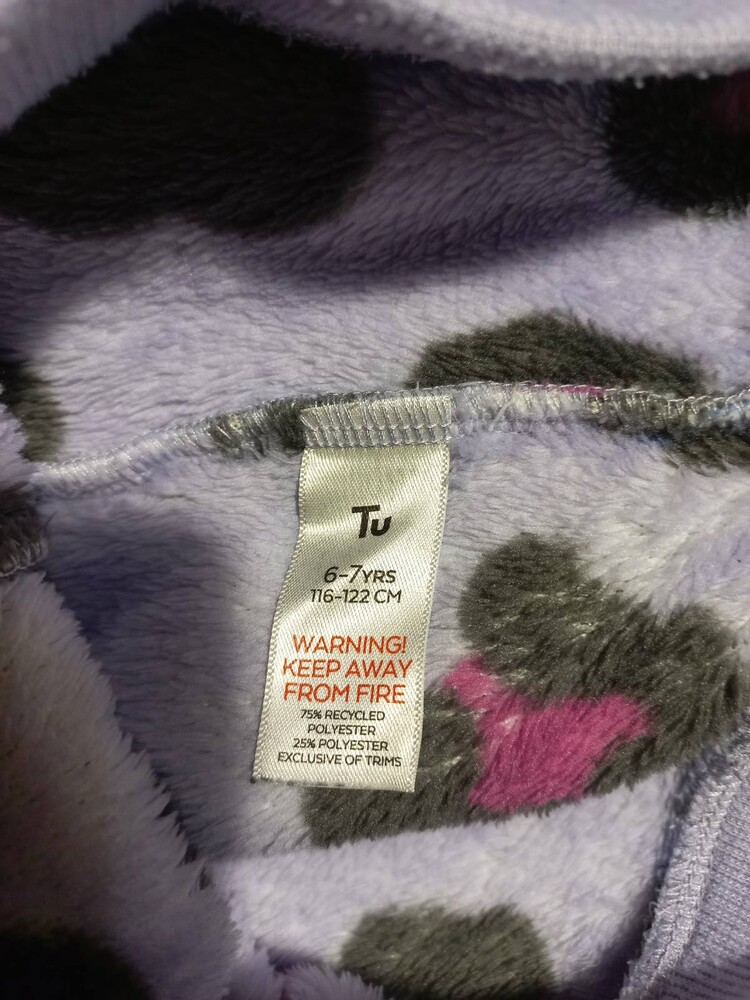 Tu
6-7YRS
116-122 CM
WARNING!
KEEP AWAY
FROM FIRE
75% RECYCLED
POLYESTER
25% POLYESTER
EXCLUSIVE OF TRIMS